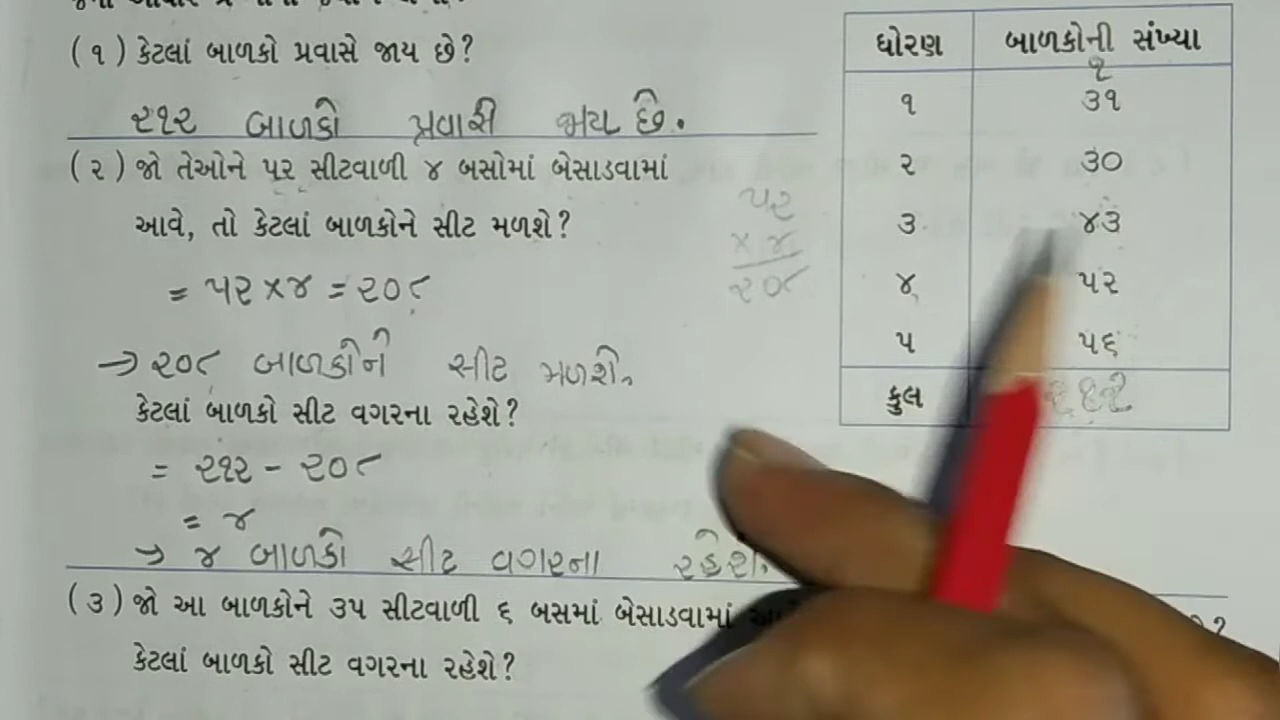 (૧) કેટલાં બાળકો પ્રવાસે જાય છે?
૨૧૨ બાળકો પ્રવાસે જાય છે.
(૨) જો તેઓને ૫૨ સીટવાળી ૪ બસોમાં બેસાડવામાં
આવે, તો કેટલાં બાળકોને સીટ મળશે?
= ૫૨ × ૪ = ૨૦૮
→ ૨૦૮ બાળકોને સીટ મળશે.
કેટલાં બાળકો સીટ વગરના રહેશે?
= ૨૧૨ - ૨૦૮
= ૪
→ ૪ બાળકો સીટ વગરના રહેશે.
(૩) જો આ બાળકોને ૩૫ સીટવાળી ૬ બસમાં બેસાડવામાં
કેટલાં બાળકો સીટ વગરના રહેશે?
૫૨
× ૪
૨૦૮
ધોરણ બાળકોની સંખ્યા
૧
૧ ૩૧
૨ ૩૦
૩ ૪૩
૪ ૫૨
૫ ૫૬
કુલ ૨૧૨